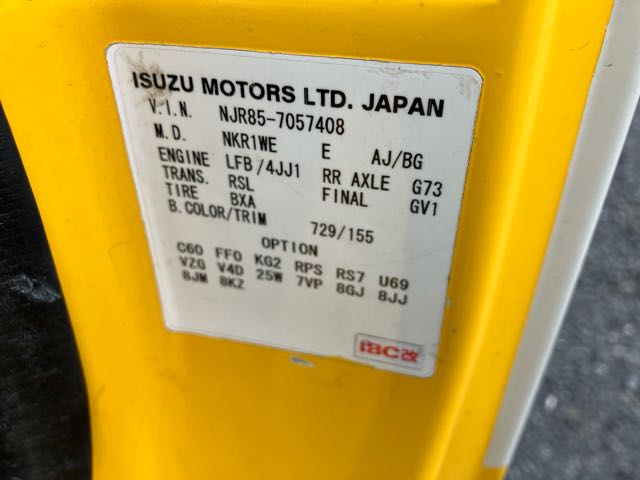 ISUZU MOTORS LTD. JAPAN
V.I.N. NJR85-7057408
M.D. NKR1WE E AJ/BG
ENGINE LFB/4JJ1 RR AXLE G73
TRANS. RSL FINAL GV1
TIRE BXA
B.COLOR/TRIM 729/155
OPTION
C60 FF0 KG2 RPS RS7 U69
VZG V4D 25W 7VP 8GJ 8JJ
8JM 8KZ
IBC改